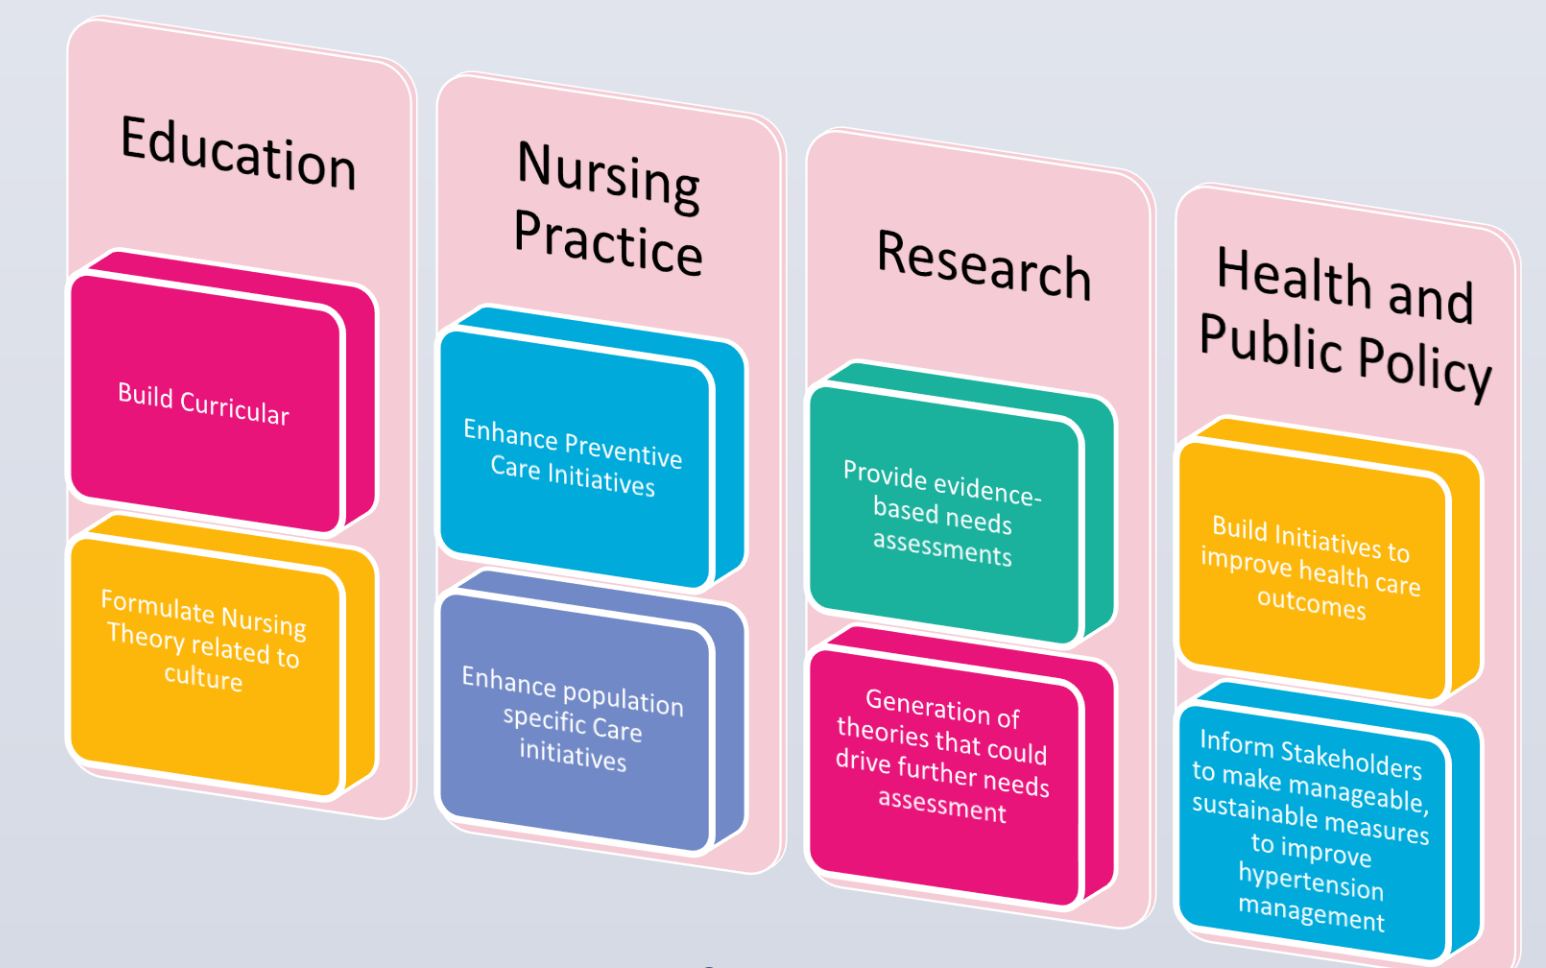 Education
Build Curricular
Formulate Nursing
Theory related to
culture
Nursing
Practice
Enhance Preventive
Care Initiatives
Enhance population
specific Care
initiatives
Research
Provide evidence-
based needs
assessments
Generation of
theories that could
drive further needs
assessment
Health and
Public Policy
Build Initiatives to
improve health care
outcomes
Inform Stakeholders
to make manageable,
sustainable measures
to improve
hypertension
management